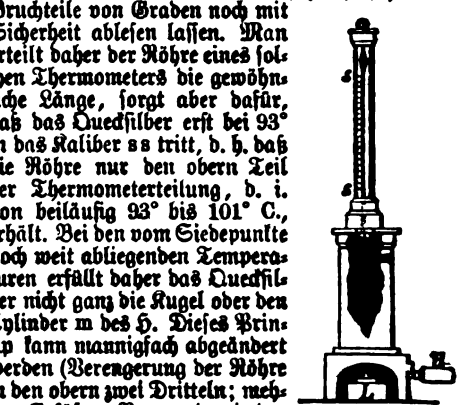 Bruchteile von Graden noch mit
Sicherheit ablesen lassen. Man
erteilt daher der Röhre eines sol-
chen Thermometers die gewöhn-
liche Länge, sorgt aber dafür,
daß das Quecksilber erst bei 93°
in das Kaliber ss tritt, d. h. daß
die Röhre nur den obern Teil
der Thermometerteilung, d. i.
von beiläufig 93° bis 101° C.,
erhält. Bei den vom Siedepunkte
noch weit abliegenden Tempera-
turen erfüllt daher das Quecksil-
ber nicht ganz die Kugel oder den
Cylinder m des H. Dieses Prin-
zip kann mannigfach abgeändert
werden (Verengerung der Röhre
in den obern zwei Dritteln; meh-
s
s
L